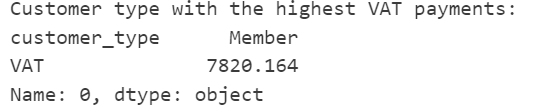 Customer type with the highest VAT payments:
customer_type      Member
VAT              7820.164
Name: 0, dtype: object